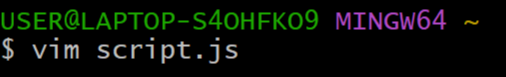 USER@LAPTOP-S4OHFKO9 MINGW64 ~
$ vim script.js